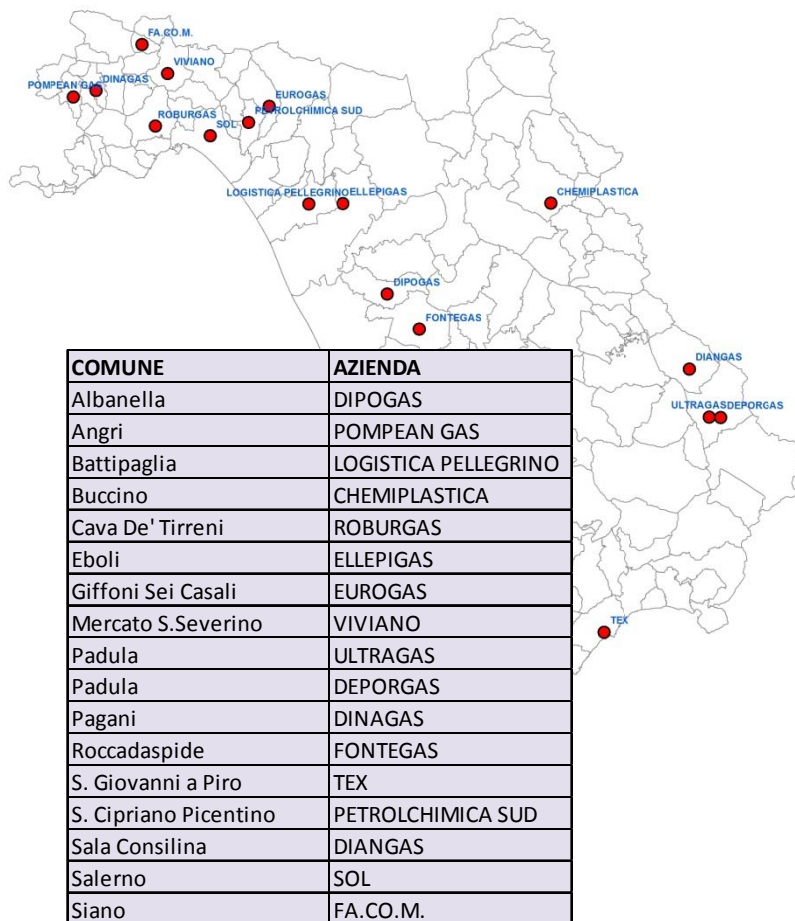 FA.CO.M.
VIVIANO
POMPEAN GAS
DINAGAS
EUROGAS
PETROLCHIMICA SUD
ROBURGAS
SOL
LOGISTICA PELLEGRINO
ELLEPIGAS
CHEMIPLASTICA
DIPOGAS
FONTEGAS
DIANGAS
ULTRAGAS
DEPORGAS
TEX
COMUNE AZIENDA
Albanella DIPOGAS
Angri POMPEAN GAS
Battipaglia LOGISTICA PELLEGRINO
Buccino CHEMIPLASTICA
Cava De' Tirreni ROBURGAS
Eboli ELLEPIGAS
Giffoni Sei Casali EUROGAS
Mercato S.Severino VIVIANO
Padula ULTRAGAS
Padula DEPORGAS
Pagani DINAGAS
Roccadaspide FONTEGAS
S. Giovanni a Piro TEX
S. Cipriano Picentino PETROLCHIMICA SUD
Sala Consilina DIANGAS
Salerno SOL
Siano FA.CO.M.